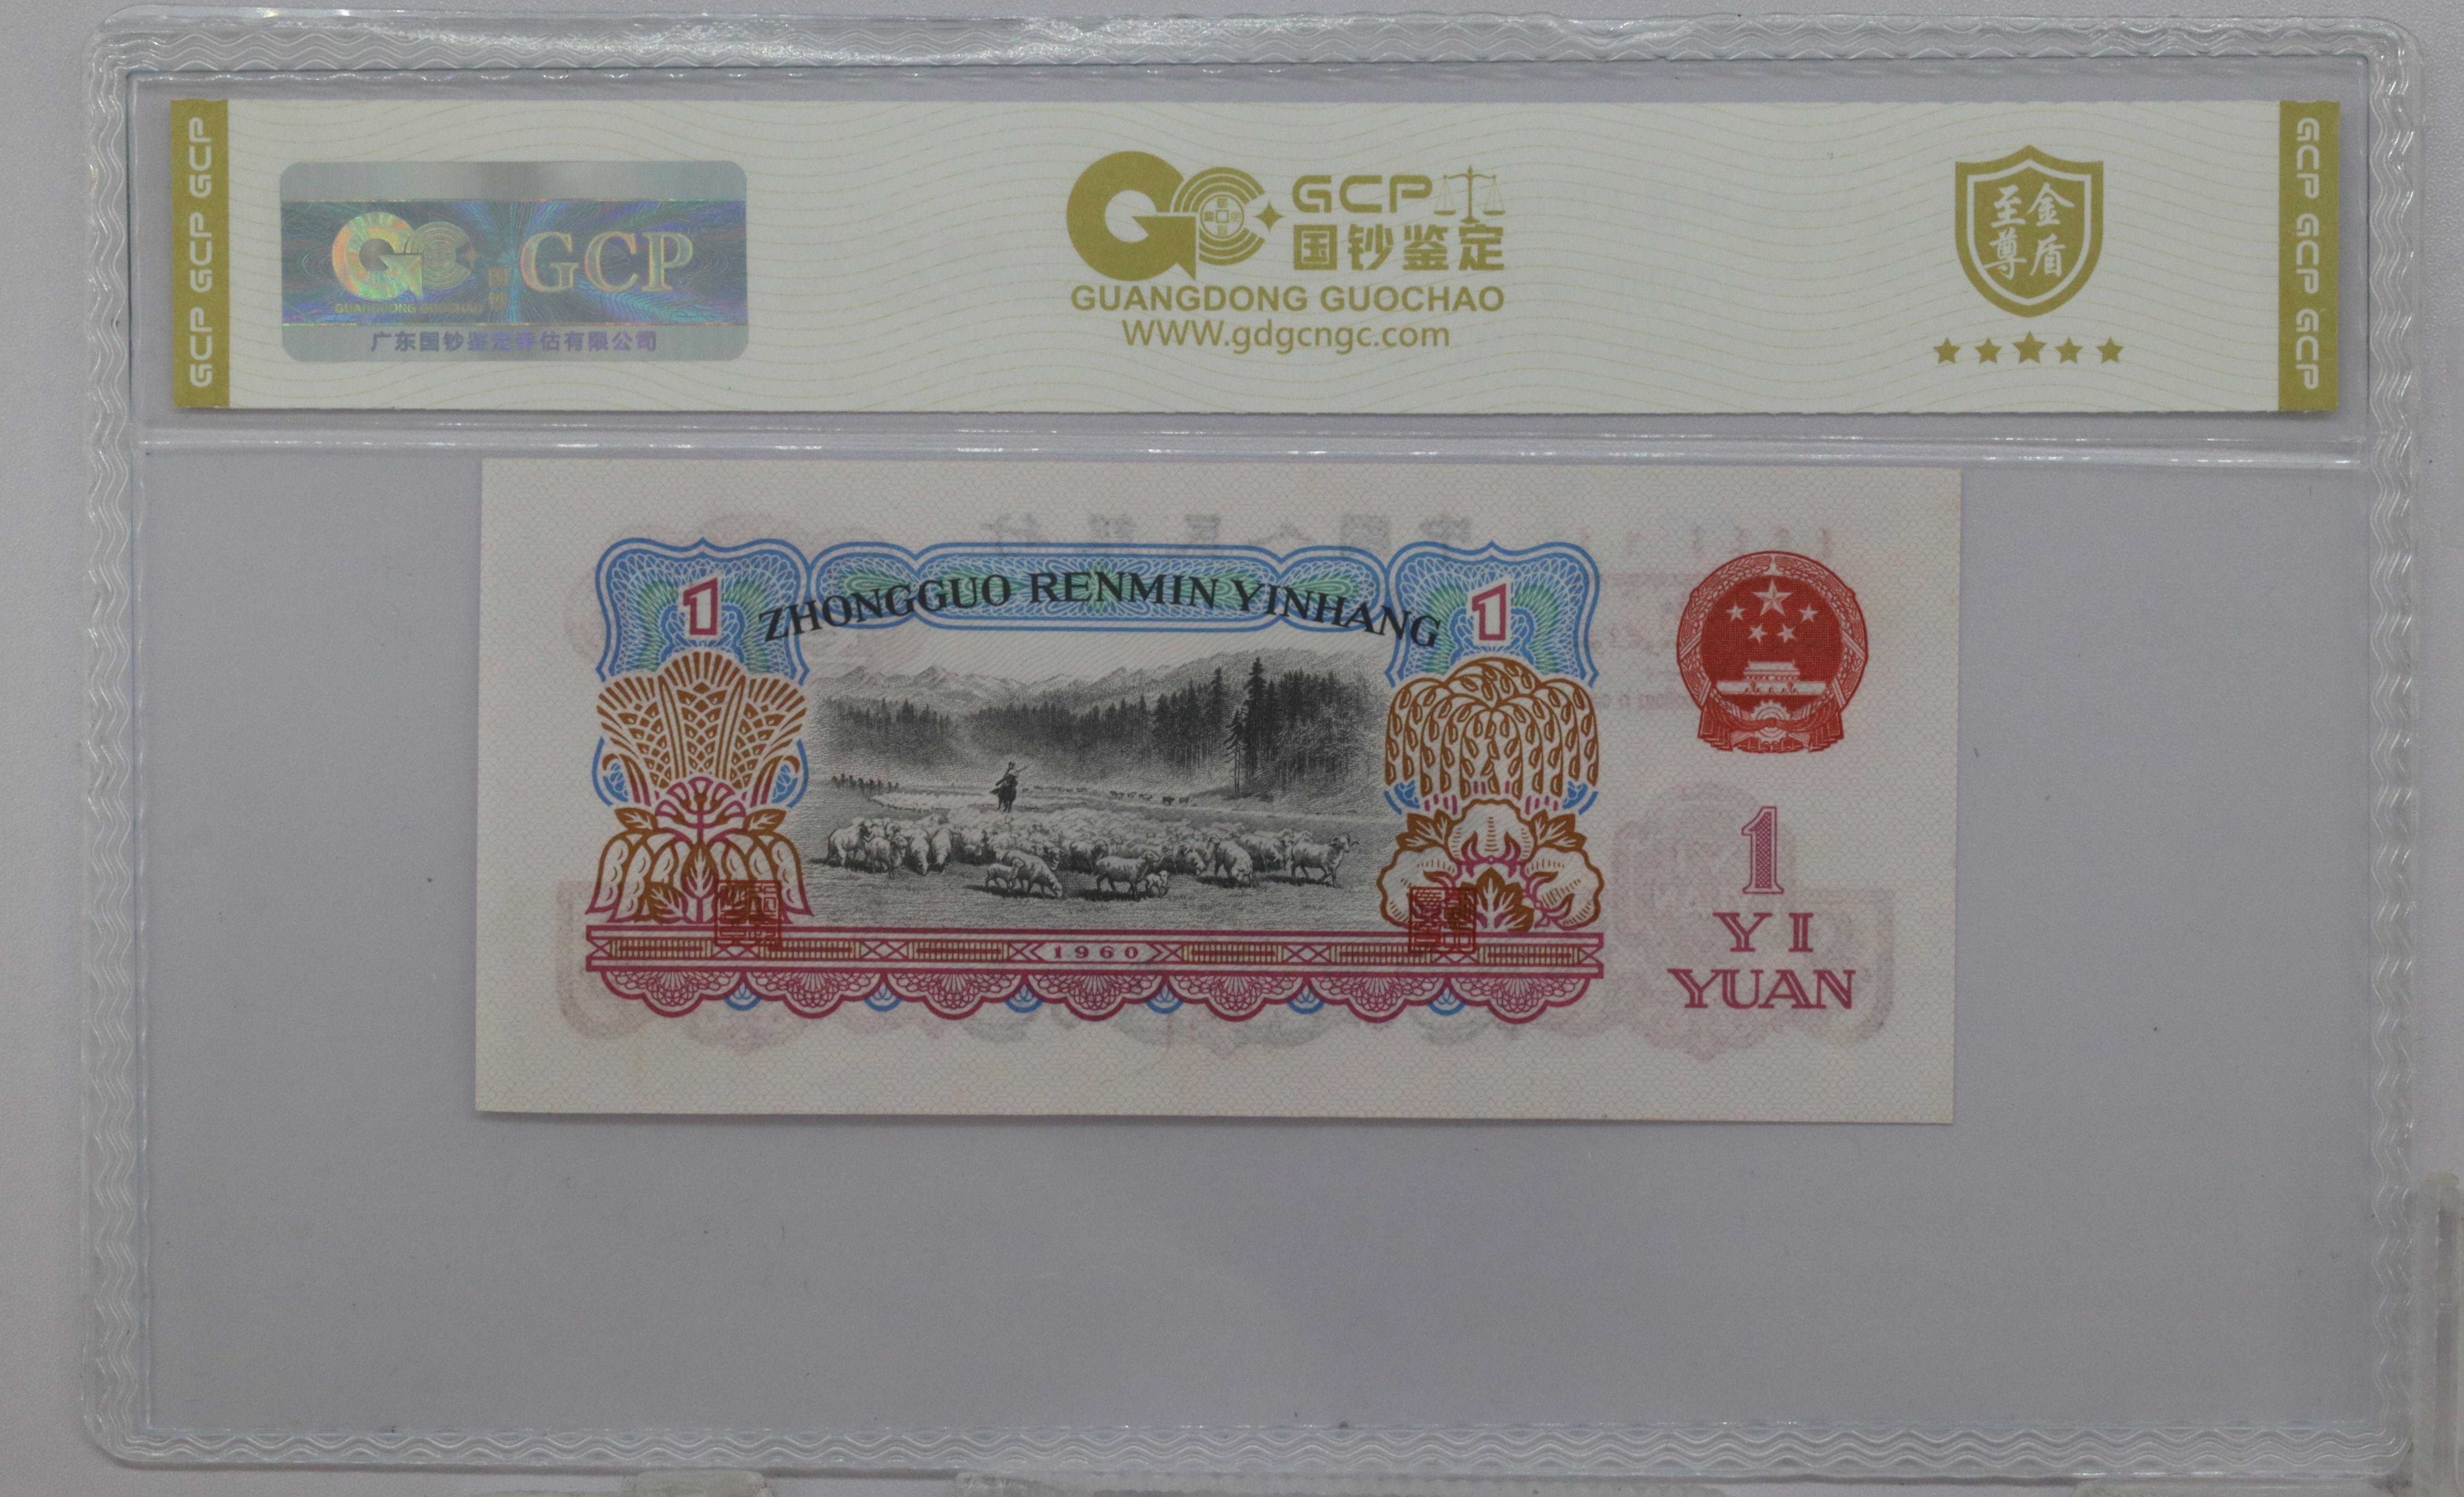 GCP GCP GCP
GCP
国钞
GUANGDONG GUOCHAO
广东国钞鉴定评估有限公司
GCP
国钞鉴定
GUANGDONG GUOCHAO
WWW.gdgcngc.com
至尊
金盾
GCP GCP GCP
1
ZHONGGUO RENMIN YINHANG
1
1960
1
YI
YUAN